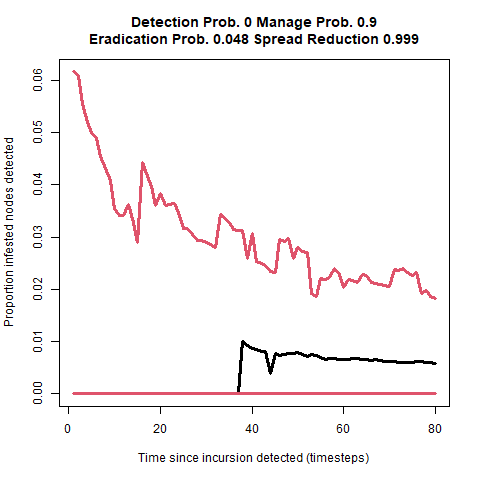 Detection Prob. 0 Manage Prob. 0.9
Eradication Prob. 0.048 Spread Reduction 0.999
Proportion infested nodes detected
0.06
0.05
0.04
0.03
0.02
0.01
0.00
0 20 40 60 80
Time since incursion detected (timesteps)